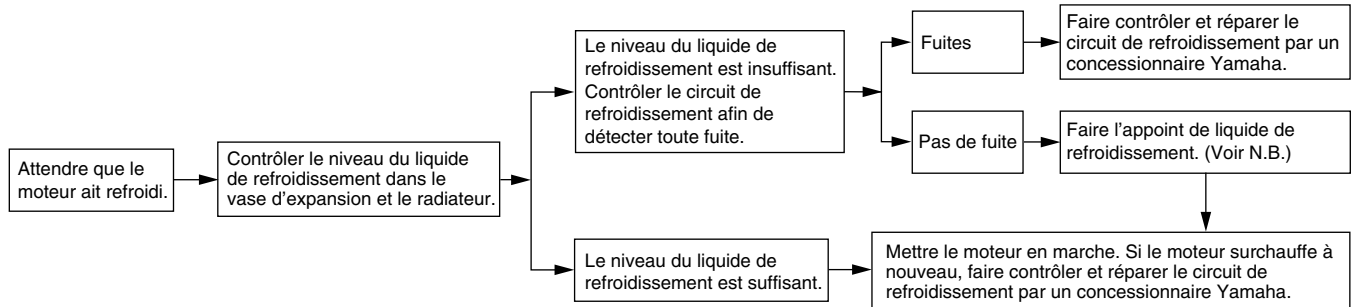 Attendre que le
moteur ait refroidi.
Contrôler le niveau du liquide
de refroidissement dans le
vase d'expansion et le radiateur.
Le niveau du liquide de
refroidissement est insuffisant.
Contrôler le circuit de
refroidissement afin de
détecter toute fuite.
Fuites
Faire contrôler et réparer le
circuit de refroidissement par un
concessionnaire Yamaha.
Pas de fuite
Faire l'appoint de liquide de
refroidissement. (Voir N.B.)
Le niveau du liquide de
refroidissement est suffisant.
Mettre le moteur en marche. Si le moteur surchauffe à
nouveau, faire contrôler et réparer le circuit de
refroidissement par un concessionnaire Yamaha.